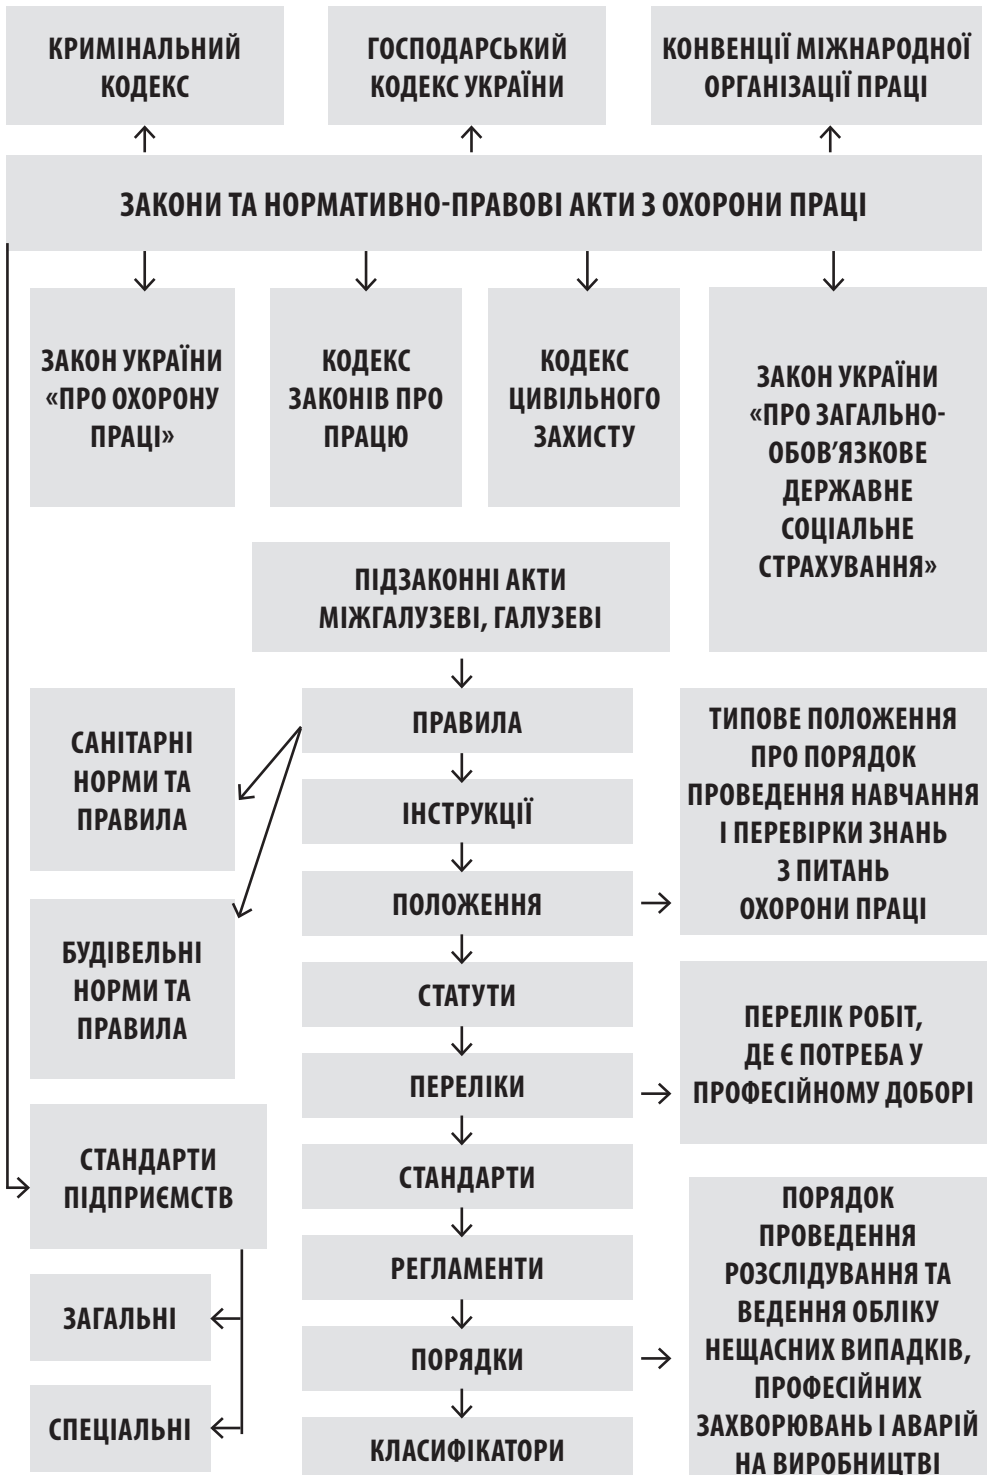 КРИМІНАЛЬНИЙ
КОДЕКС
ГОСПОДАРСЬКИЙ
КОДЕКС УКРАЇНИ
КОНВЕНЦІЇ МІЖНАРОДНОЇ
ОРГАНІЗАЦІЇ ПРАЦІ
ЗАКОНИ ТА НОРМАТИВНО-ПРАВОВІ АКТИ З ОХОРОНИ ПРАЦІ
ЗАКОН УКРАЇНИ
«ПРО ОХОРОНУ
ПРАЦІ»
КОДЕКС
ЗАКОНІВ ПРО
ПРАЦЮ
КОДЕКС
ЦИВІЛЬНОГО
ЗАХИСТУ
ЗАКОН УКРАЇНИ
«ПРО ЗАГАЛЬНО-
ОБОВ’ЯЗКОВЕ
ДЕРЖАВНЕ
СОЦІАЛЬНЕ
СТРАХУВАННЯ»
ПІДЗАКОННІ АКТИ
МІЖГАЛУЗЕВІ, ГАЛУЗЕВІ
ПРАВИЛА
САНІТАРНІ
НОРМИ ТА
ПРАВИЛА
БУДІВЕЛЬНІ
НОРМИ ТА
ПРАВИЛА
ІНСТРУКЦІЇ
ПОЛОЖЕННЯ
ТИПОВЕ ПОЛОЖЕННЯ
ПРО ПОРЯДОК
ПРОВЕДЕННЯ НАВЧАННЯ
І ПЕРЕВІРКИ ЗНАНЬ
З ПИТАНЬ
ОХОРОНИ ПРАЦІ
СТАТУТИ
ПЕРЕЛІКИ
ПЕРЕЛІК РОБІТ,
ДЕ Є ПОТРЕБА У
ПРОФЕСІЙНОМУ ДОБОРІ
СТАНДАРТИ
РЕГЛАМЕНТИ
ПОРЯДКИ
ПОРЯДОК
ПРОВЕДЕННЯ
РОЗСЛІДУВАННЯ ТА
ВЕДЕННЯ ОБЛІКУ
НЕЩАСНИХ ВИПАДКІВ,
ПРОФЕСІЙНИХ
ЗАХВОРЮВАНЬ І АВАРІЙ
НА ВИРОБНИЦТВІ
КЛАСИФІКАТОРИ
СТАНДАРТИ
ПІДПРИЄМСТВ
ЗАГАЛЬНІ
СПЕЦІАЛЬНІ